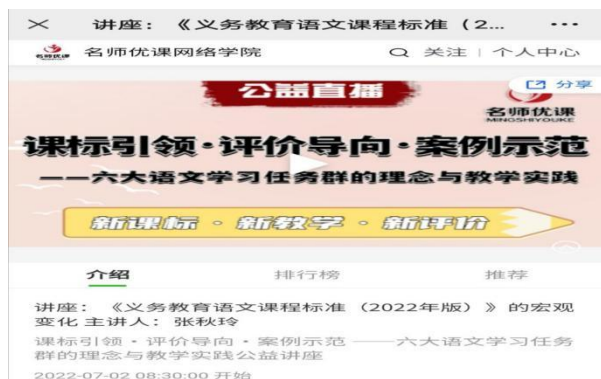 讲座：《义务教育语文课程标准（2...
名师优课
名师优课网络学院
关注
个人中心
公益直播
分享
名师优课
MINGSHIYOUKE
课标引领·评价导向·案例示范
——六大语文学习任务群的理念与教学实践
新课标·新教学·新评价
介绍
排行榜
推荐
讲座：《义务教育语文课程标准（2022年版）》的宏观
变化 主讲人：张秋玲
课标引领·评价导向·案例示范——六大语文学习任务
群的理念与教学实践公益讲座
2022-07-02 08:30:00 开始